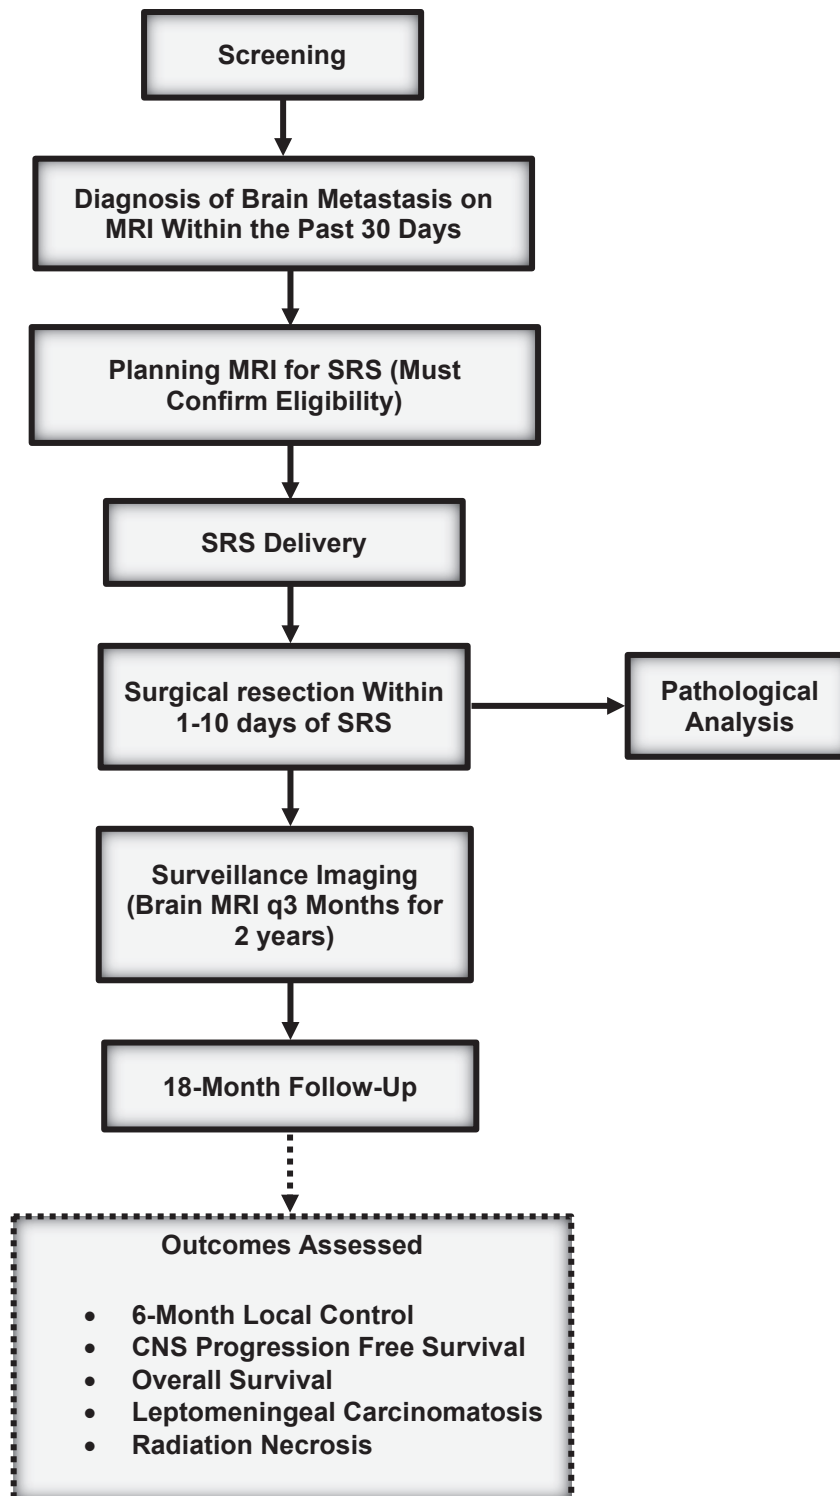 Screening
Diagnosis of Brain Metastasis on
MRI Within the Past 30 Days
Planning MRI for SRS (Must
Confirm Eligibility)
SRS Delivery
Surgical resection Within
1-10 days of SRS
Pathological
Analysis
Surveillance Imaging
(Brain MRI q3 Months for
2 years)
18-Month Follow-Up
Outcomes Assessed
• 6-Month Local Control
• CNS Progression Free Survival
• Overall Survival
• Leptomeningeal Carcinomatosis
• Radiation Necrosis